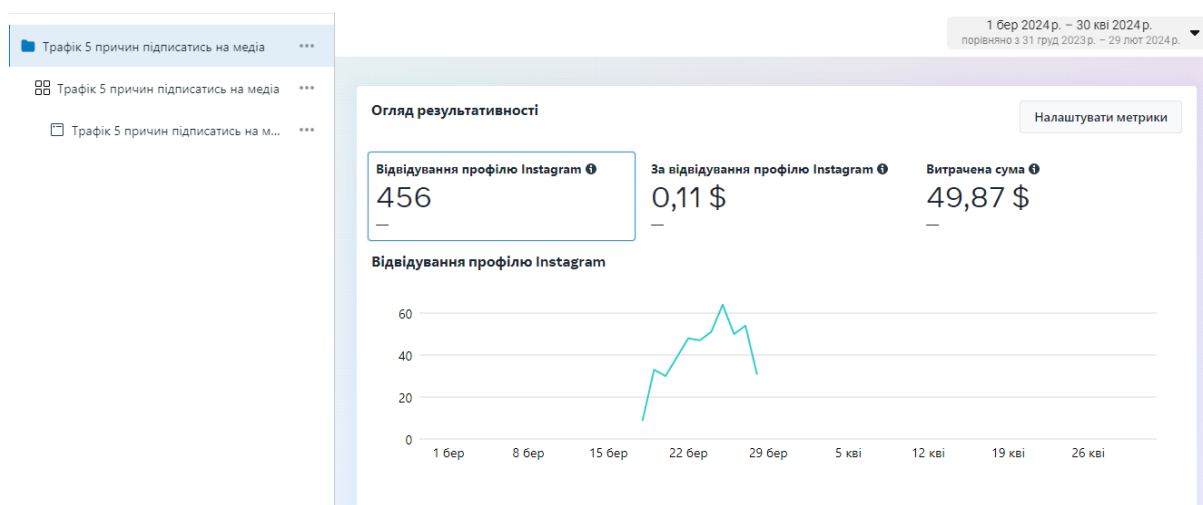 1 бер 2024 р. – 30 кві 2024 р.
порівняно з 31 груд 2023 р. – 29 лют 2024 р.
Трафік 5 причин підписатись на медіа
Трафік 5 причин підписатись на медіа
Трафік 5 причин підписатись на м...
Огляд результативності
Налаштувати метрики
Відвідування профілю Instagram
456
—
За відвідування профілю Instagram
0,11 $
—
Витрачена сума
49,87 $
—
Відвідування профілю Instagram
60
40
20
0
1 бер 8 бер 15 бер 22 бер 29 бер 5 кві 12 кві 19 кві 26 кві